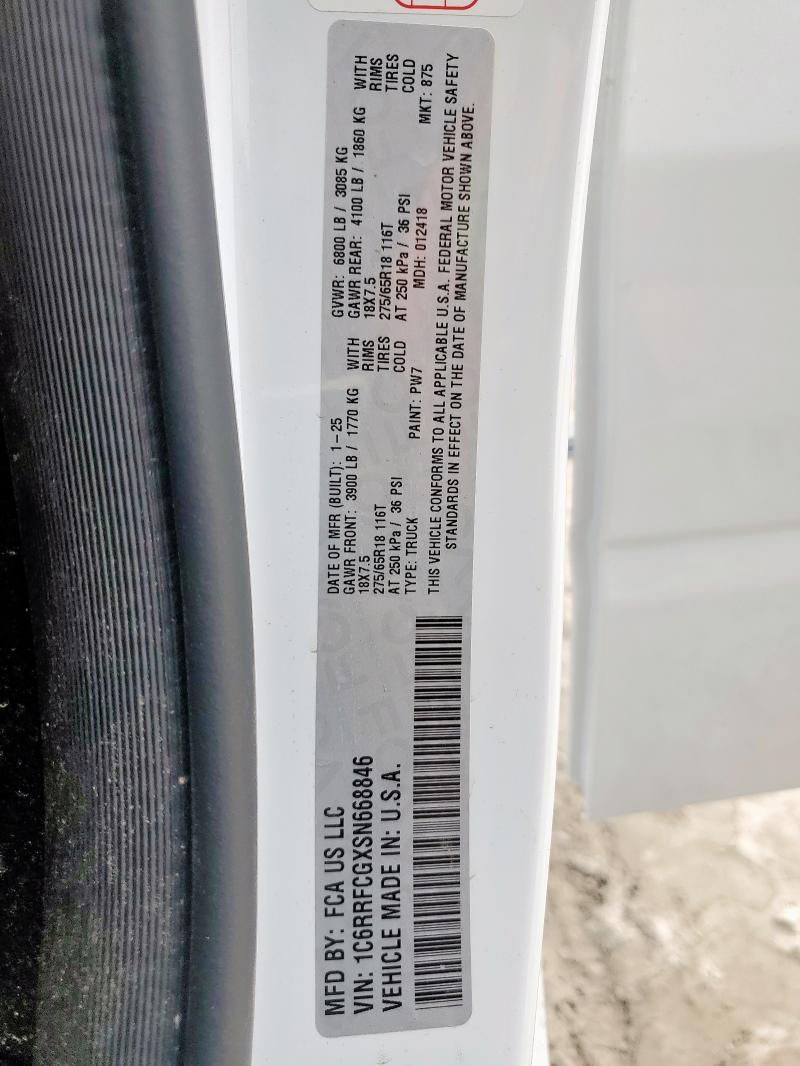 MFD BY: FCA US LLC
VIN: 1C6RRFCGXSN668846
VEHICLE MADE IN: U.S.A.
DATE OF MFR (BUILT): 1-25 GVWR: 6800 LB / 3085 KG
GAWR FRONT: 3900 LB / 1770 KG WITH GAWR REAR: 4100 LB / 1860 KG WITH
18X7.5 RIMS 18X7.5 RIMS
275/65R18 116T TIRES 275/65R18 116T TIRES
AT 250 kPa / 36 PSI COLD AT 250 kPa / 36 PSI COLD
TYPE: TRUCK PAINT: PW7 MDH: 012418 MKT: 875
THIS VEHICLE CONFORMS TO ALL APPLICABLE U.S.A. FEDERAL MOTOR VEHICLE SAFETY
STANDARDS IN EFFECT ON THE DATE OF MANUFACTURE SHOWN ABOVE.